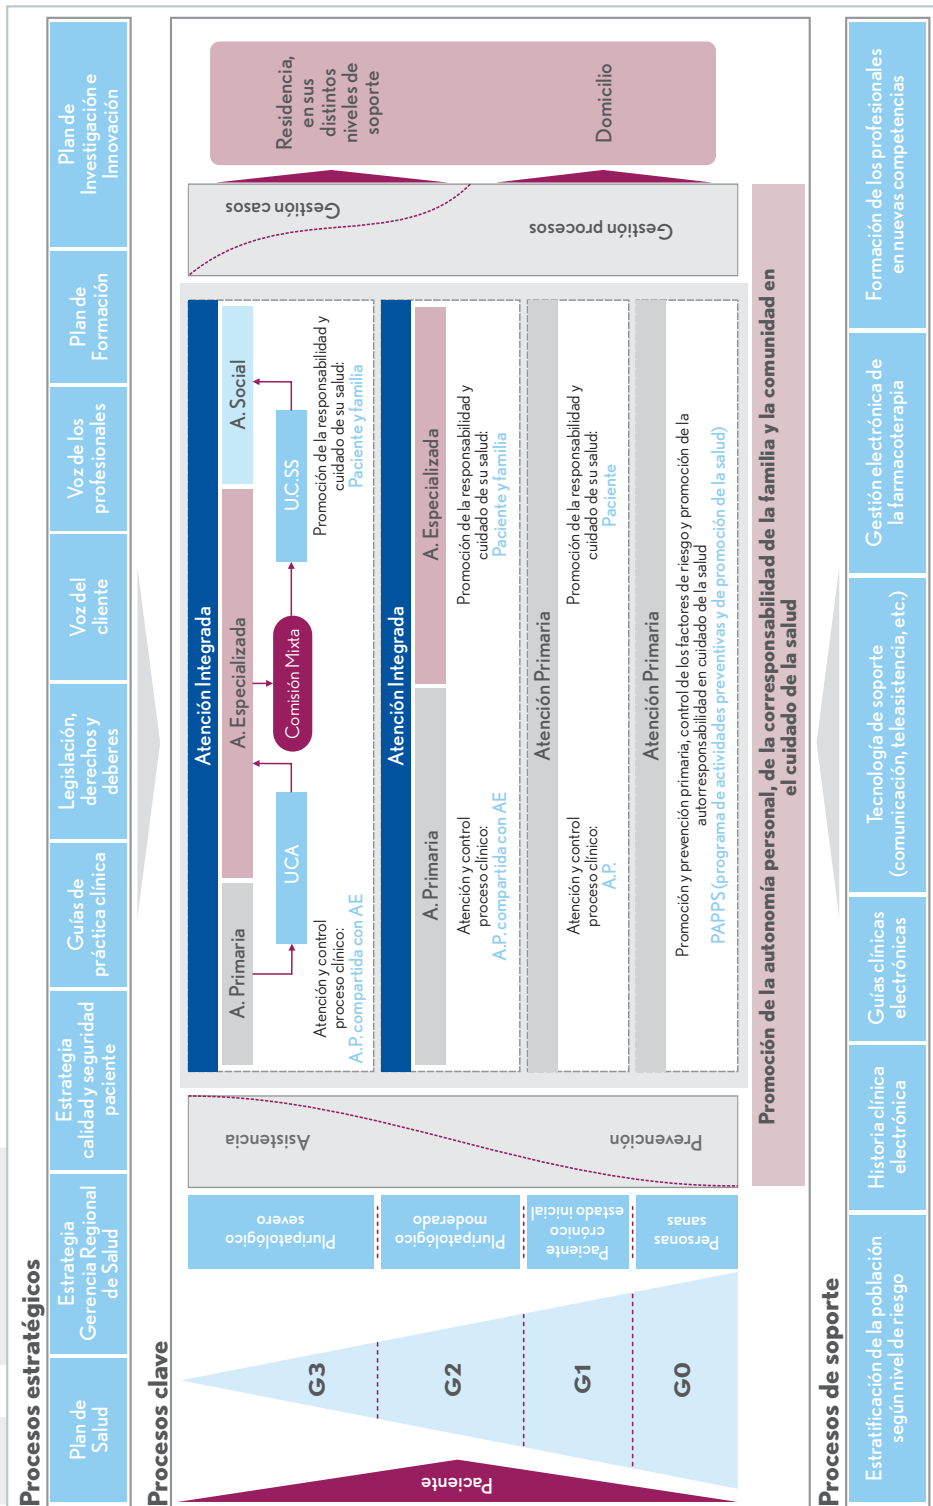 Procesos estratégicos
Plan de
Salud
Estrategia
Gerencia Regional
de Salud
Estrategia
calidad y seguridad
paciente
Guías de
práctica clínica
Legislación,
derechos y
deberes
Voz del
cliente
Voz de los
profesionales
Plan de
Formación
Plan de
Investigación e
Innovación
Procesos clave
Paciente
G3
G2
G1
G0
Pluripatológico
severo
Pluripatológico
moderado
Paciente
crónico
estado inicial
Personas
sanas
Asistencia
Prevención
Atención Integrada
A. Primaria
A. Especializada
A. Social
UCA
Comisión Mixta
U.C.SS
Atención y control
proceso clínico:
A.P. compartida con AE
Promoción de la responsabilidad y
cuidado de su salud:
Paciente y familia
Atención Integrada
A. Primaria
A. Especializada
Atención y control
proceso clínico:
A.P. compartida con AE
Promoción de la responsabilidad y
cuidado de su salud:
Paciente y familia
Atención Primaria
Atención y control
proceso clínico:
A.P.
Promoción de la responsabilidad y
cuidado de su salud:
Paciente
Atención Primaria
Promoción y prevención primaria, control de los factores de riesgo y promoción de la
autorresponsabilidad en cuidado de la salud
PAPPS (programa de actividades preventivas y de promoción de la salud)
Gestión casos
Gestión procesos
Residencia,
en sus
distintos
niveles de
soporte
Domicilio
Promoción de la autonomía personal, de la corresponsabilidad de la familia y la comunidad en
el cuidado de la salud
Procesos de soporte
Estratificación de la población
según nivel de riesgo
Historia clínica
electrónica
Guías clínicas
electrónicas
Tecnología de soporte
(comunicación, teleasistencia, etc.)
Gestión electrónica de
la farmacoterapia
Formación de los profesionales
en nuevas competencias